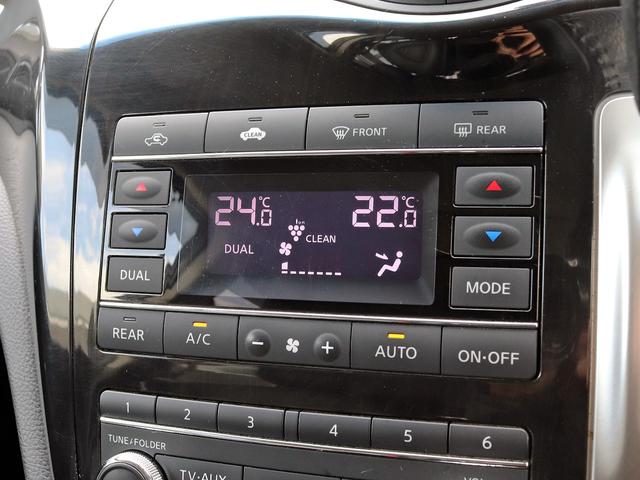 CLEAN FRONT REAR
24.0°C 22.0°C
ion
DUAL CLEAN
DUAL MODE
REAR A/C - + AUTO ON·OFF
1 2 3 4 5 6
TUNE/FOLDER
TV·AUX